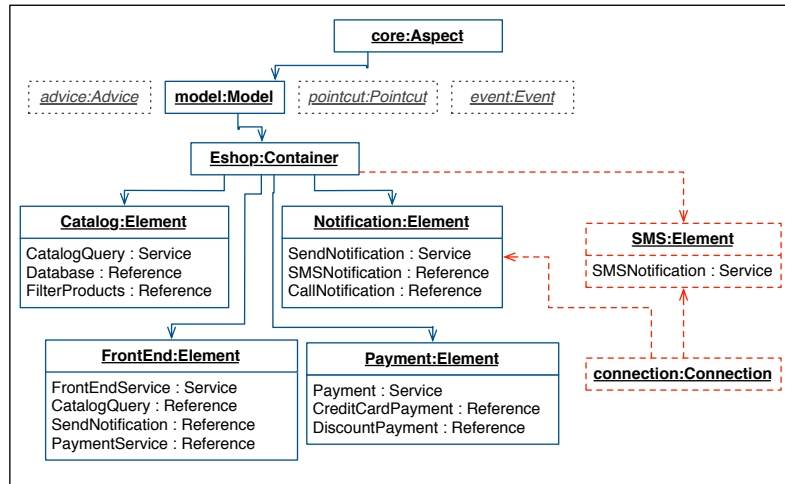 core:Aspect
advice:Advice
model:Model
pointcut:Pointcut
event:Event
Eshop:Container
Catalog:Element
CatalogQuery : Service
Database : Reference
FilterProducts : Reference
Notification:Element
SendNotification : Service
SMSNotification : Reference
CallNotification : Reference
SMS:Element
SMSNotification : Service
FrontEnd:Element
FrontEndService : Service
CatalogQuery : Reference
SendNotification : Reference
PaymentService : Reference
Payment:Element
Payment : Service
CreditCardPayment : Reference
DiscountPayment : Reference
connection:Connection